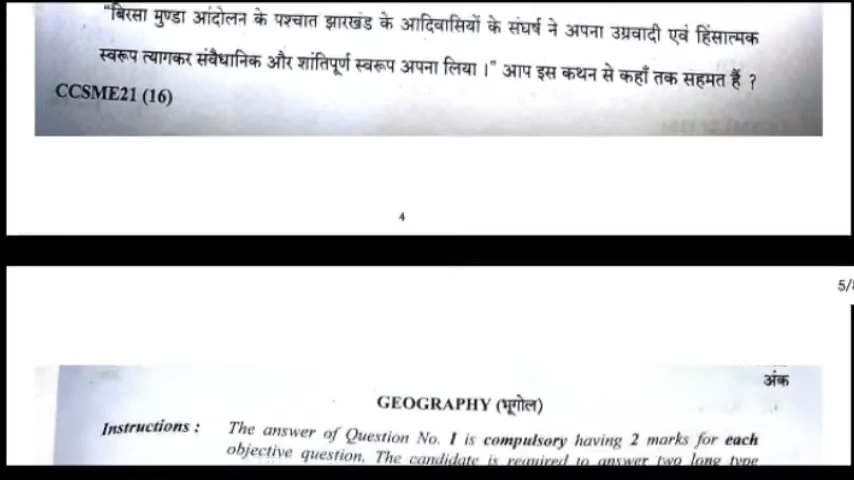 "बिरसा मुण्डा आंदोलन के पश्चात झारखंड के आदिवासियों के संघर्ष ने अपना उग्रवादी एवं हिंसात्मक
स्वरूप त्यागकर संवैधानिक और शांतिपूर्ण स्वरूप अपना लिया।" आप इस कथन से कहाँ तक सहमत हैं ?
CCSME21 (16)
4
5/
अंक
GEOGRAPHY (भूगोल)
Instructions : The answer of Question No. 1 is compulsory having 2 marks for each
objective question. The candidate is required to answer two long type